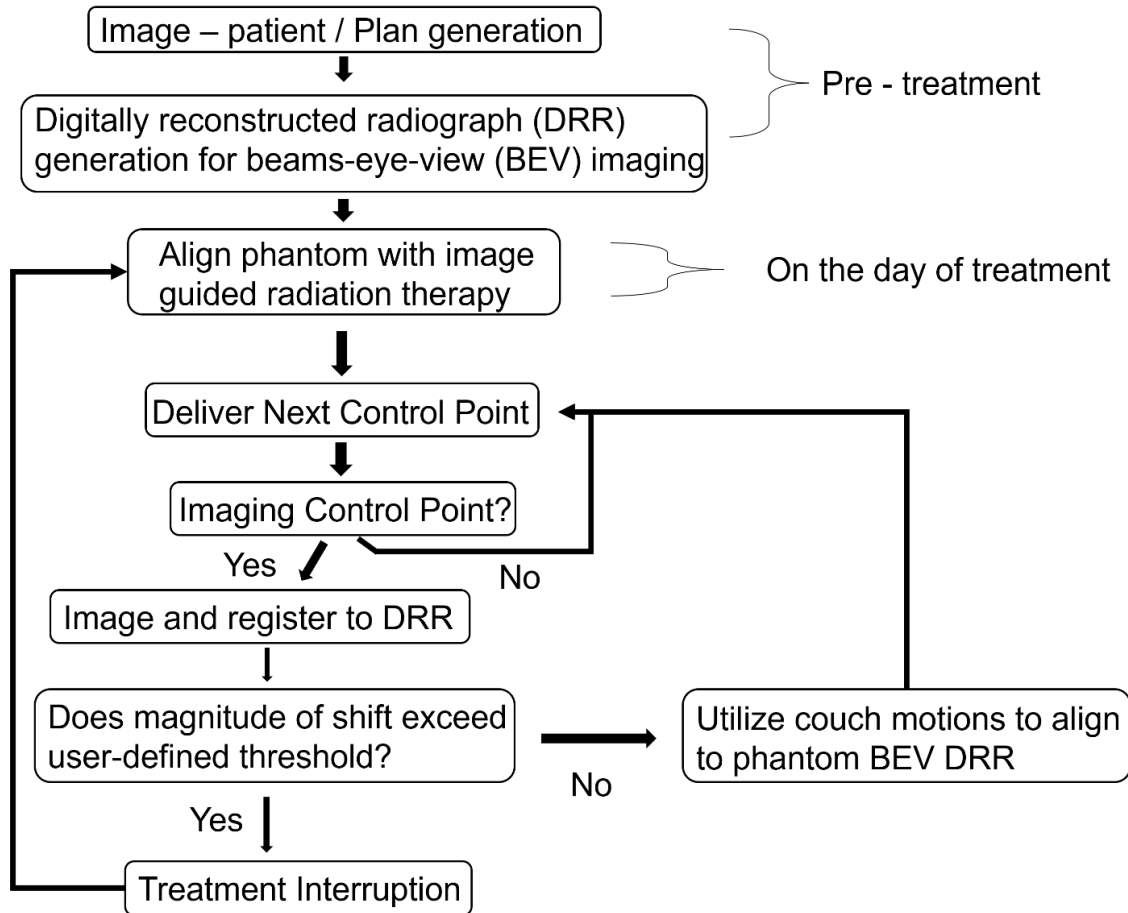 Image – patient / Plan generation
Pre - treatment
Digitally reconstructed radiograph (DRR)
generation for beams-eye-view (BEV) imaging
Align phantom with image
guided radiation therapy
On the day of treatment
Deliver Next Control Point
Imaging Control Point?
Yes
No
Image and register to DRR
Does magnitude of shift exceed
user-defined threshold?
No
Utilize couch motions to align
to phantom BEV DRR
Yes
Treatment Interruption